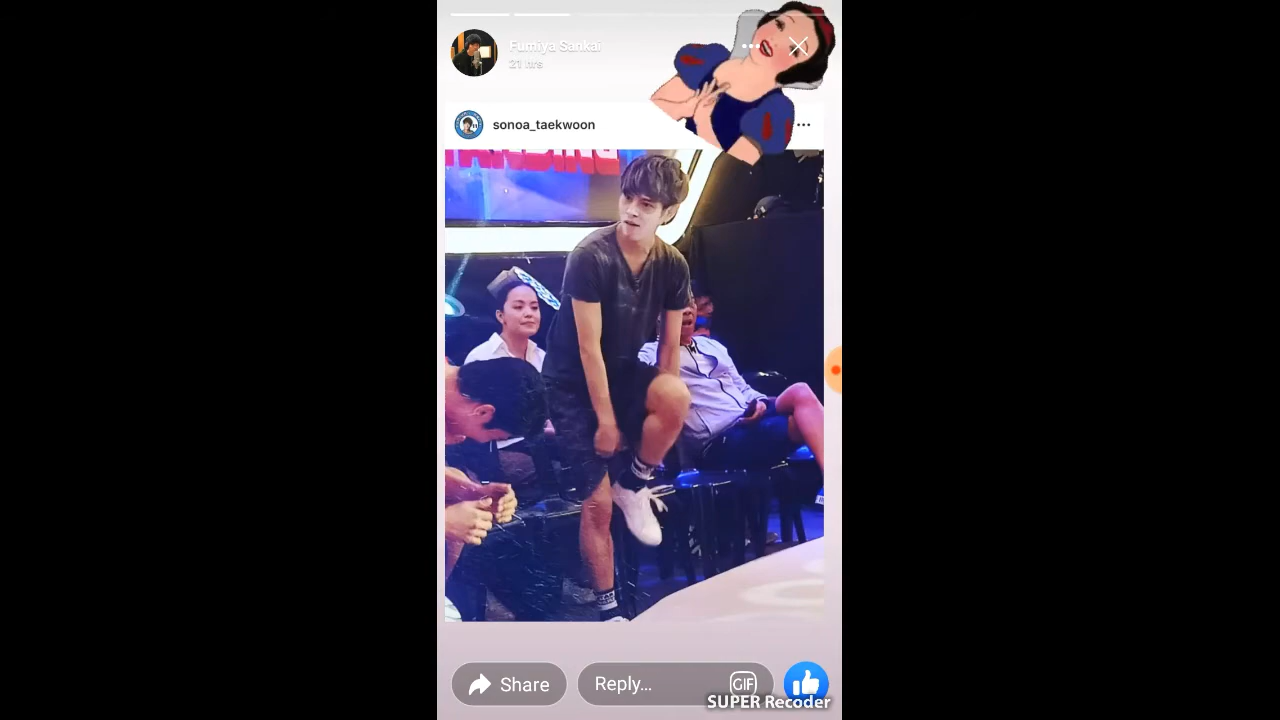 Fumiya Sankai
21 hrs
sonoa_taekwoon
Share
Reply...
GIF
SUPER Recoder